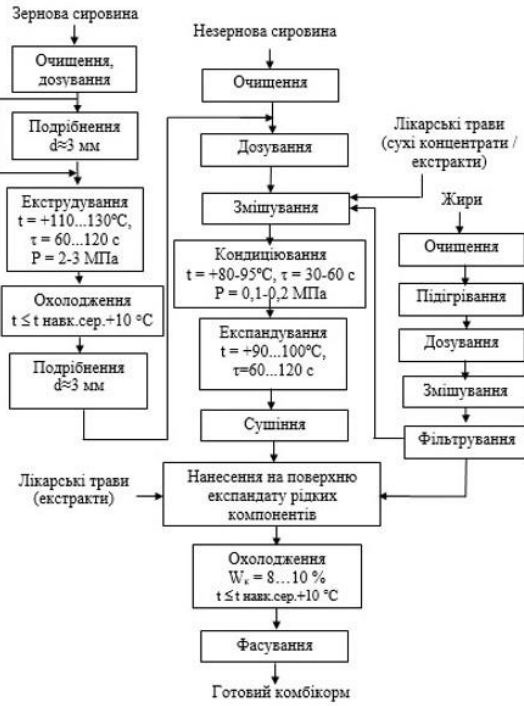 Зернова сировина
Очищення,
дозування
Подрібнення
d≈3 мм
Екструдування
t = +110...130ºС,
τ = 60...120 с
Р = 2-3 МПа
Охолодження
t ≤ t навк.сер.+10 °С
Подрібнення
d≈3 мм
Незернова сировина
Очищення
Дозування
Змішування
Кондиціювання
t = +80-95ºС, τ = 30-60 с
Р = 0,1-0,2 МПа
Експандування
t = +90...100ºС,
τ=60...120 с
Сушіння
Лікарські трави
(сухі концентрати /
екстракти)
Жири
Очищення
Підігрівання
Дозування
Змішування
Фільтрування
Лікарські трави
(екстракти)
Нанесення на поверхню
експандату рідких
компонентів
Охолодження
Wк = 8…10 %
t ≤ t навк.сер.+10 °С
Фасування
Готовий комбікорм